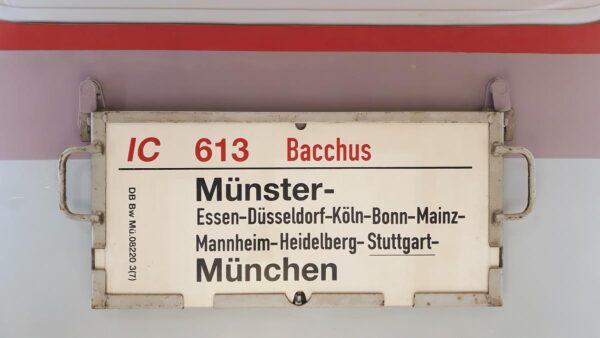 IC 613 Bacchus
Münster-
Essen-Düsseldorf-Köln-Bonn-Mainz-
Mannheim-Heidelberg- Stuttgart-
München
DB Bw Mü.08220 3(7)